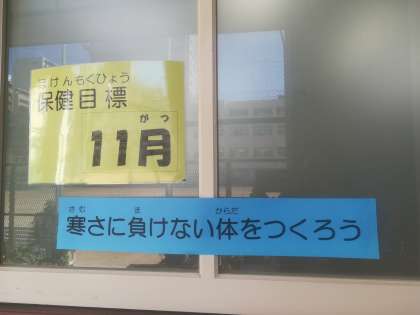 ほけんもくひょう
保健目標
がつ
11月
さむ ま からだ
寒さに負けない体をつくろう